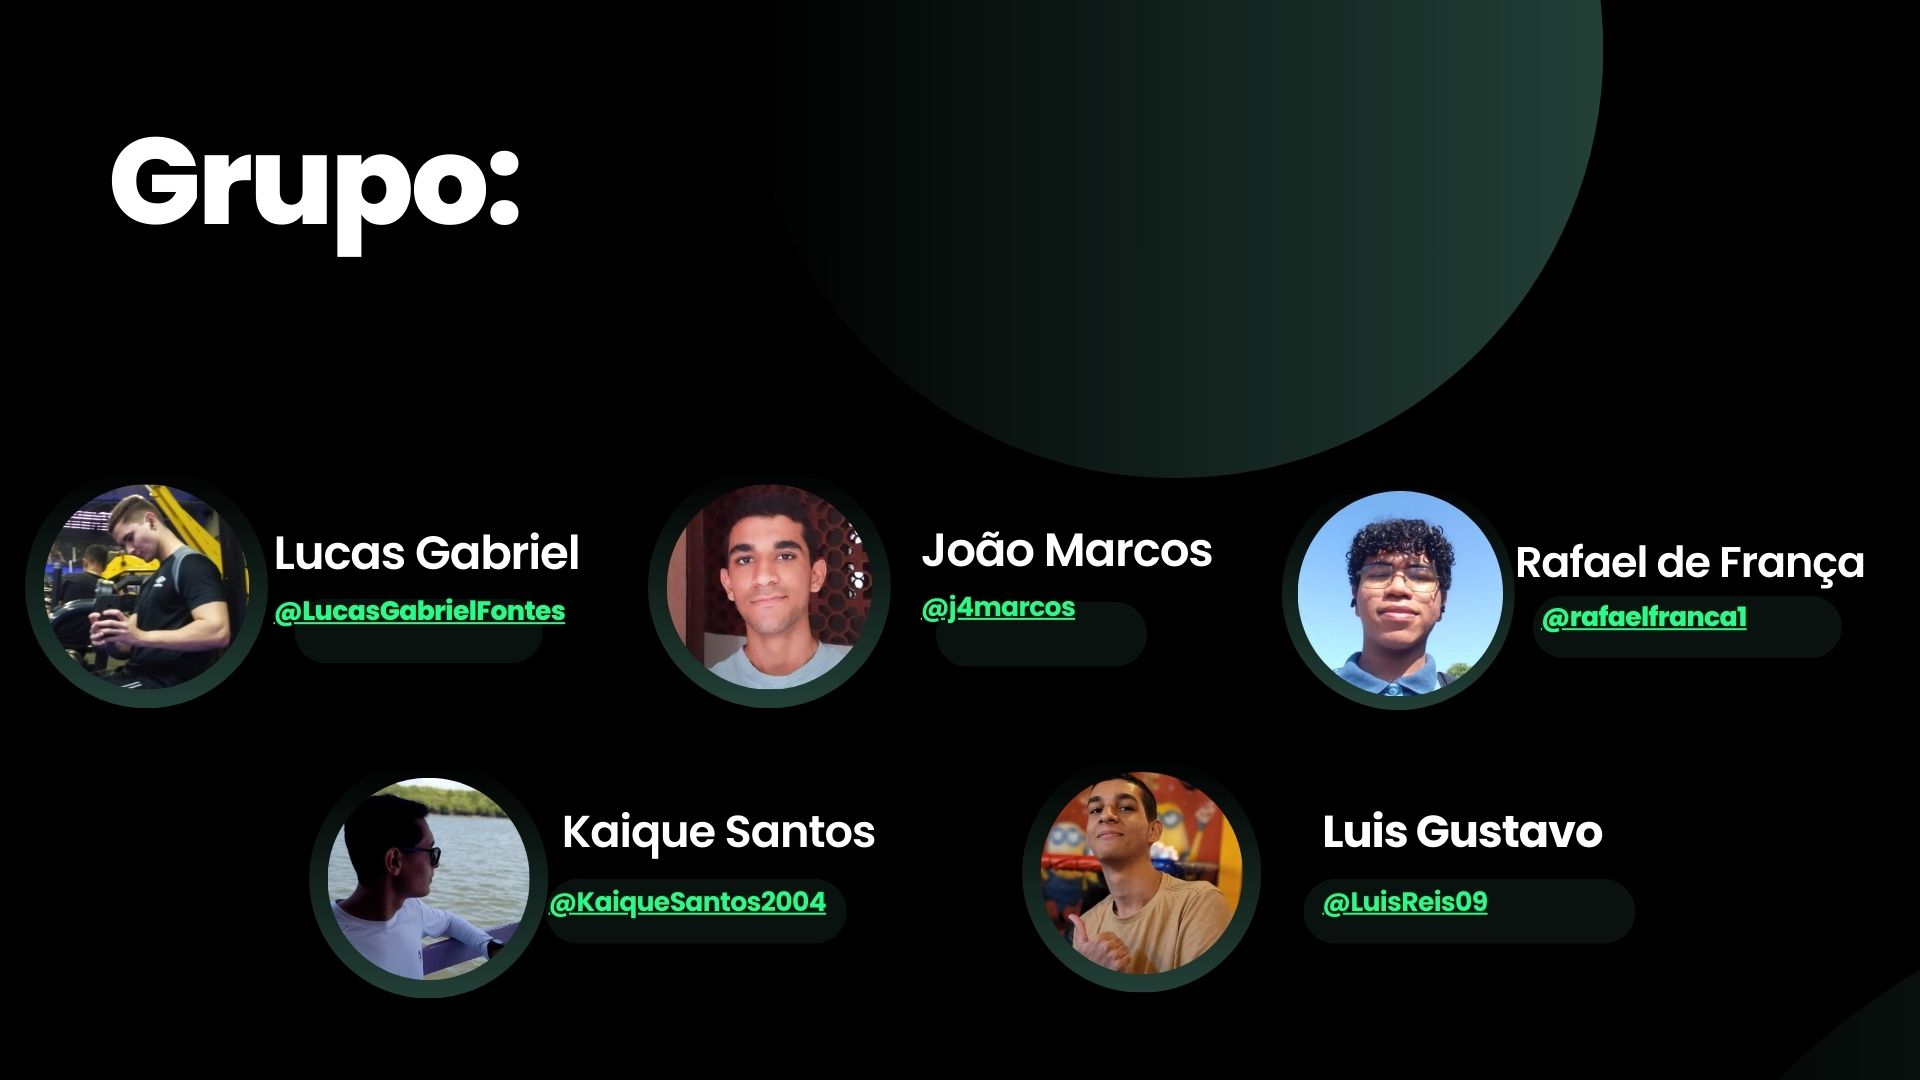 Grupo:
Lucas Gabriel
@LucasGabrielFontes
João Marcos
@j4marcos
Rafael de França
@rafaelfranca1
Kaique Santos
@KaiqueSantos2004
Luis Gustavo
@LuisReis09